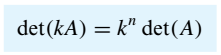 det(kA) = kⁿ det(A)